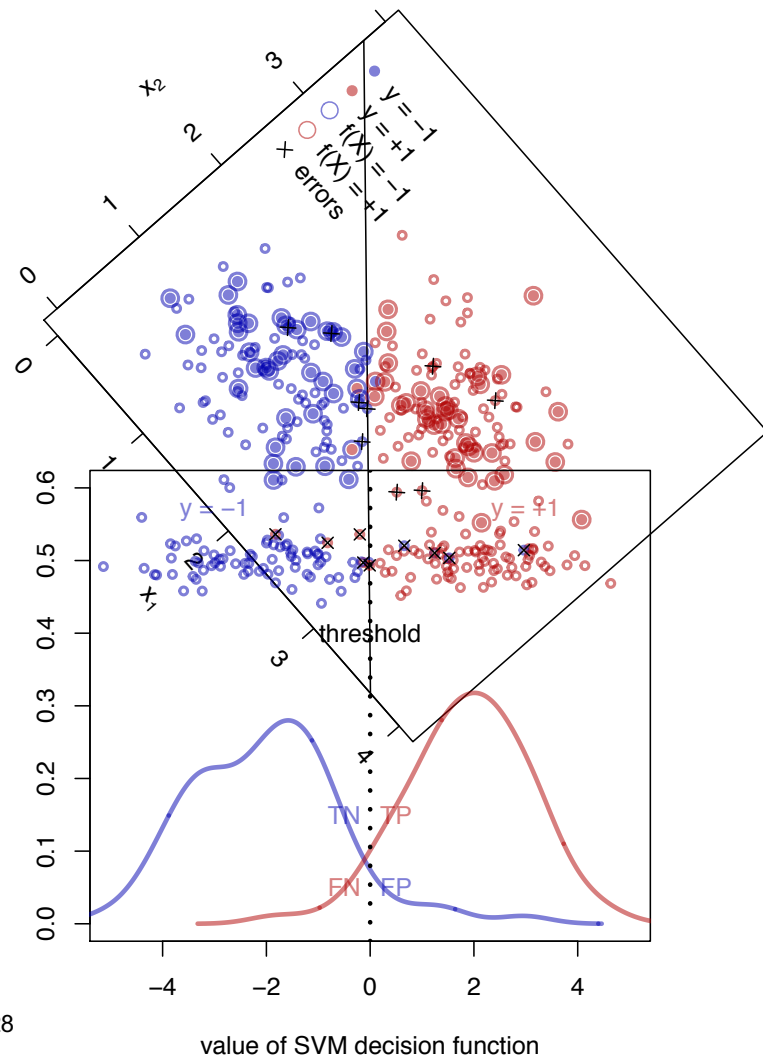 3
x2
2
1
0
y = −1
y = +1
f(X) = −1
f(X) = +1
× errors
0
1
2
3
4
x1
0.6
0.5
0.4
0.3
0.2
0.1
0.0
y = −1
y = +1
threshold
TN TP
FN FP
−4 −2 0 2 4
28
value of SVM decision function